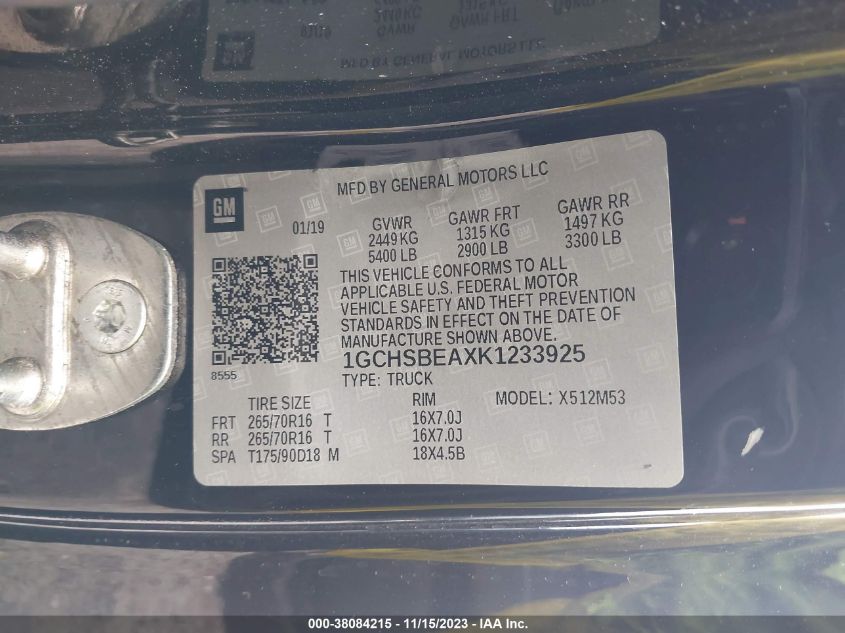 MFD BY GENERAL MOTORS LLC
GM
01/19
GVWR GAWR FRT GAWR RR
2449 KG 1315 KG 1497 KG
5400 LB 2900 LB 3300 LB
THIS VEHICLE CONFORMS TO ALL
APPLICABLE U.S. FEDERAL MOTOR
VEHICLE SAFETY AND THEFT PREVENTION
STANDARDS IN EFFECT ON THE DATE OF
MANUFACTURE SHOWN ABOVE.
8555
1GCHSBEAXK1233925
TYPE: TRUCK
TIRE SIZE RIM MODEL: X512M53
FRT 265/70R16 T 16X7.0J
RR 265/70R16 T 16X7.0J
SPA T175/90D18 M 18X4.5B
000-38084215 - 11/15/2023 - IAA